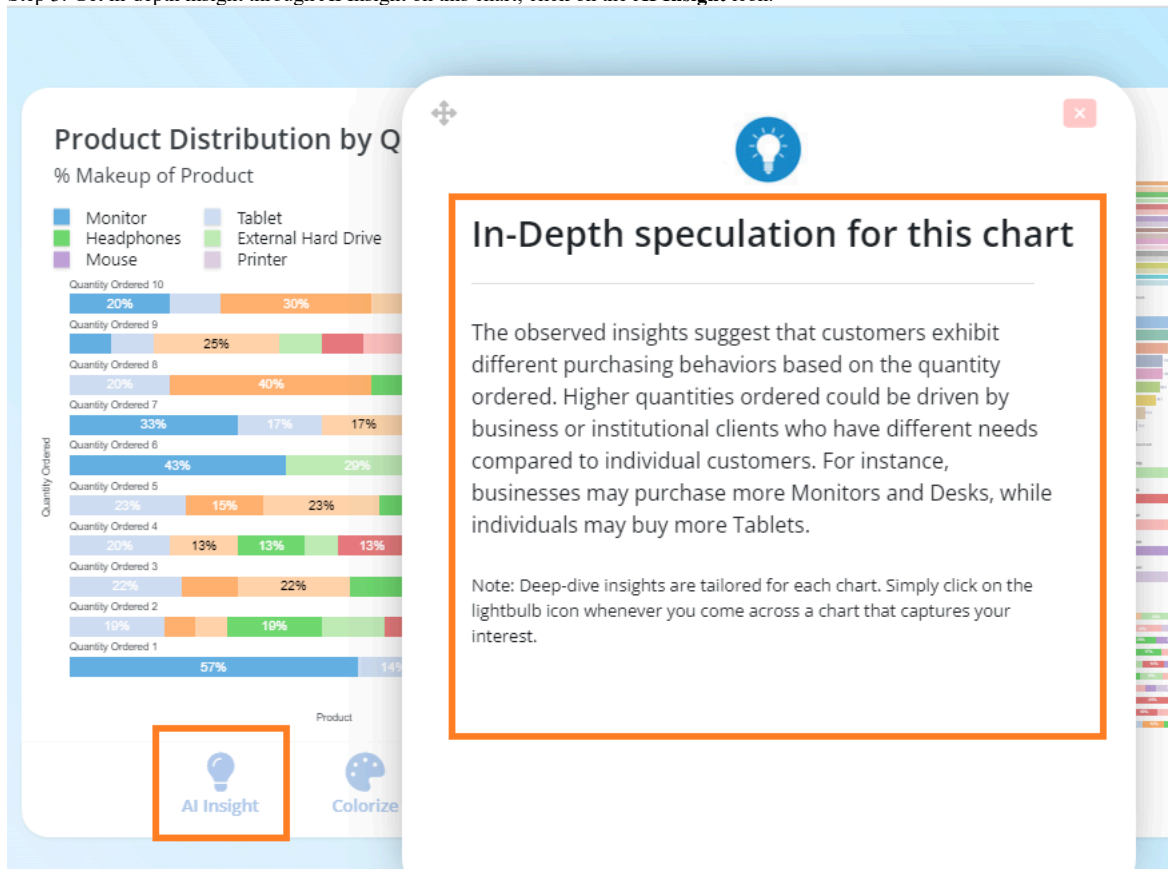 Product Distribution by Q
% Makeup of Product
Monitor Tablet
Headphones External Hard Drive
Mouse Printer
Quantity Ordered
Quantity Ordered 10
20% 30%
Quantity Ordered 9
25%
Quantity Ordered 8
20% 40%
Quantity Ordered 7
33% 17% 17%
Quantity Ordered 6
43% 29%
Quantity Ordered 5
23% 15% 23%
Quantity Ordered 4
20% 13% 13% 13%
Quantity Ordered 3
22% 22%
Quantity Ordered 2
19% 19%
Quantity Ordered 1
57% 14%
Product
AI Insight
Colorize
In-Depth speculation for this chart
The observed insights suggest that customers exhibit
different purchasing behaviors based on the quantity
ordered. Higher quantities ordered could be driven by
business or institutional clients who have different needs
compared to individual customers. For instance,
businesses may purchase more Monitors and Desks, while
individuals may buy more Tablets.
Note: Deep-dive insights are tailored for each chart. Simply click on the
lightbulb icon whenever you come across a chart that captures your
interest.